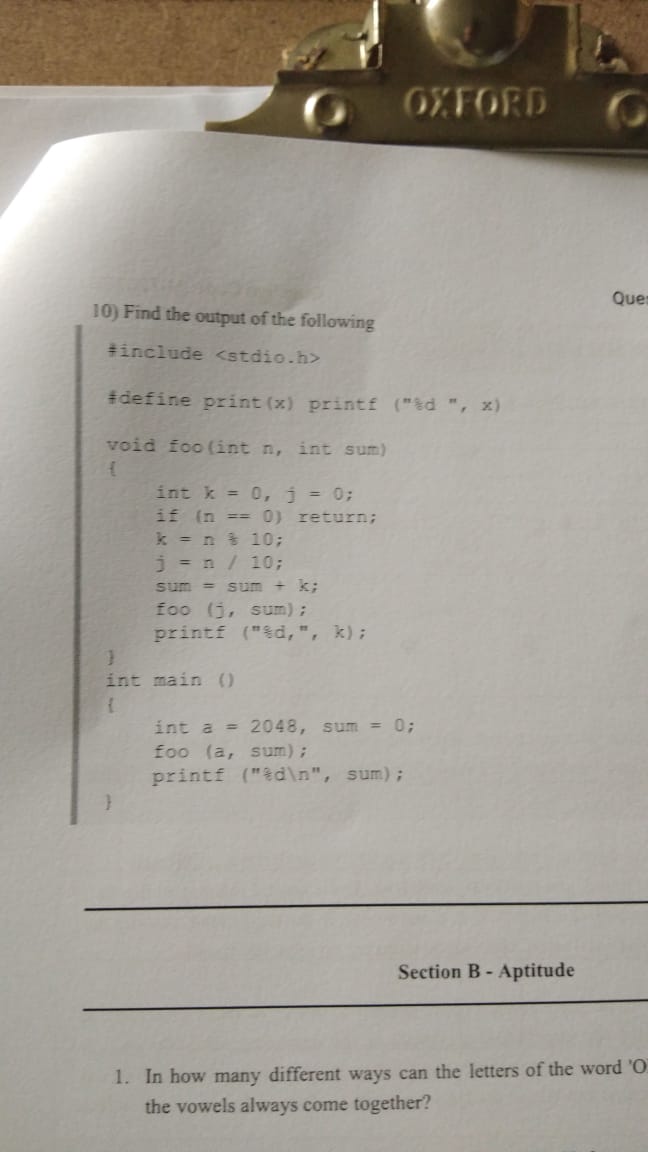 OXFORD
Ques
10) Find the output of the following
#include <stdio.h>
#define print(x) printf ("%d ", x)
void foo(int n, int sum)
{
int k = 0, j = 0;
if (n == 0) return;
k = n % 10;
j = n / 10;
sum = sum + k;
foo (j, sum);
printf ("%d,", k);
}
int main ()
{
int a = 2048, sum = 0;
foo (a, sum);
printf ("%d\n", sum);
}
Section B - Aptitude
1. In how many different ways can the letters of the word 'O
the vowels always come together?